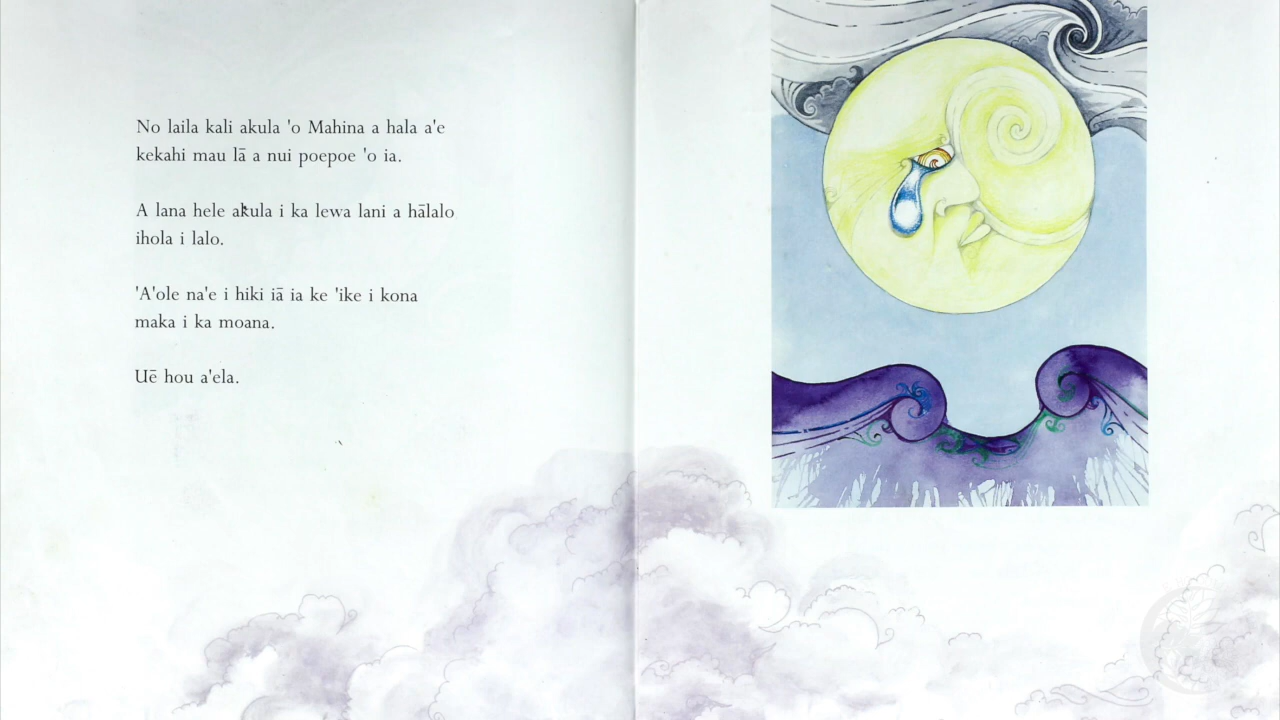 No laila kali akula 'o Mahina a hala a'e
kekahi mau lā a nui poepoe 'o ia.
A lana hele akula i ka lewa lani a hālalo
ihola i lalo.
'A'ole na'e i hiki iā ia ke 'ike i kona
maka i ka moana.
Uē hou a'ela.